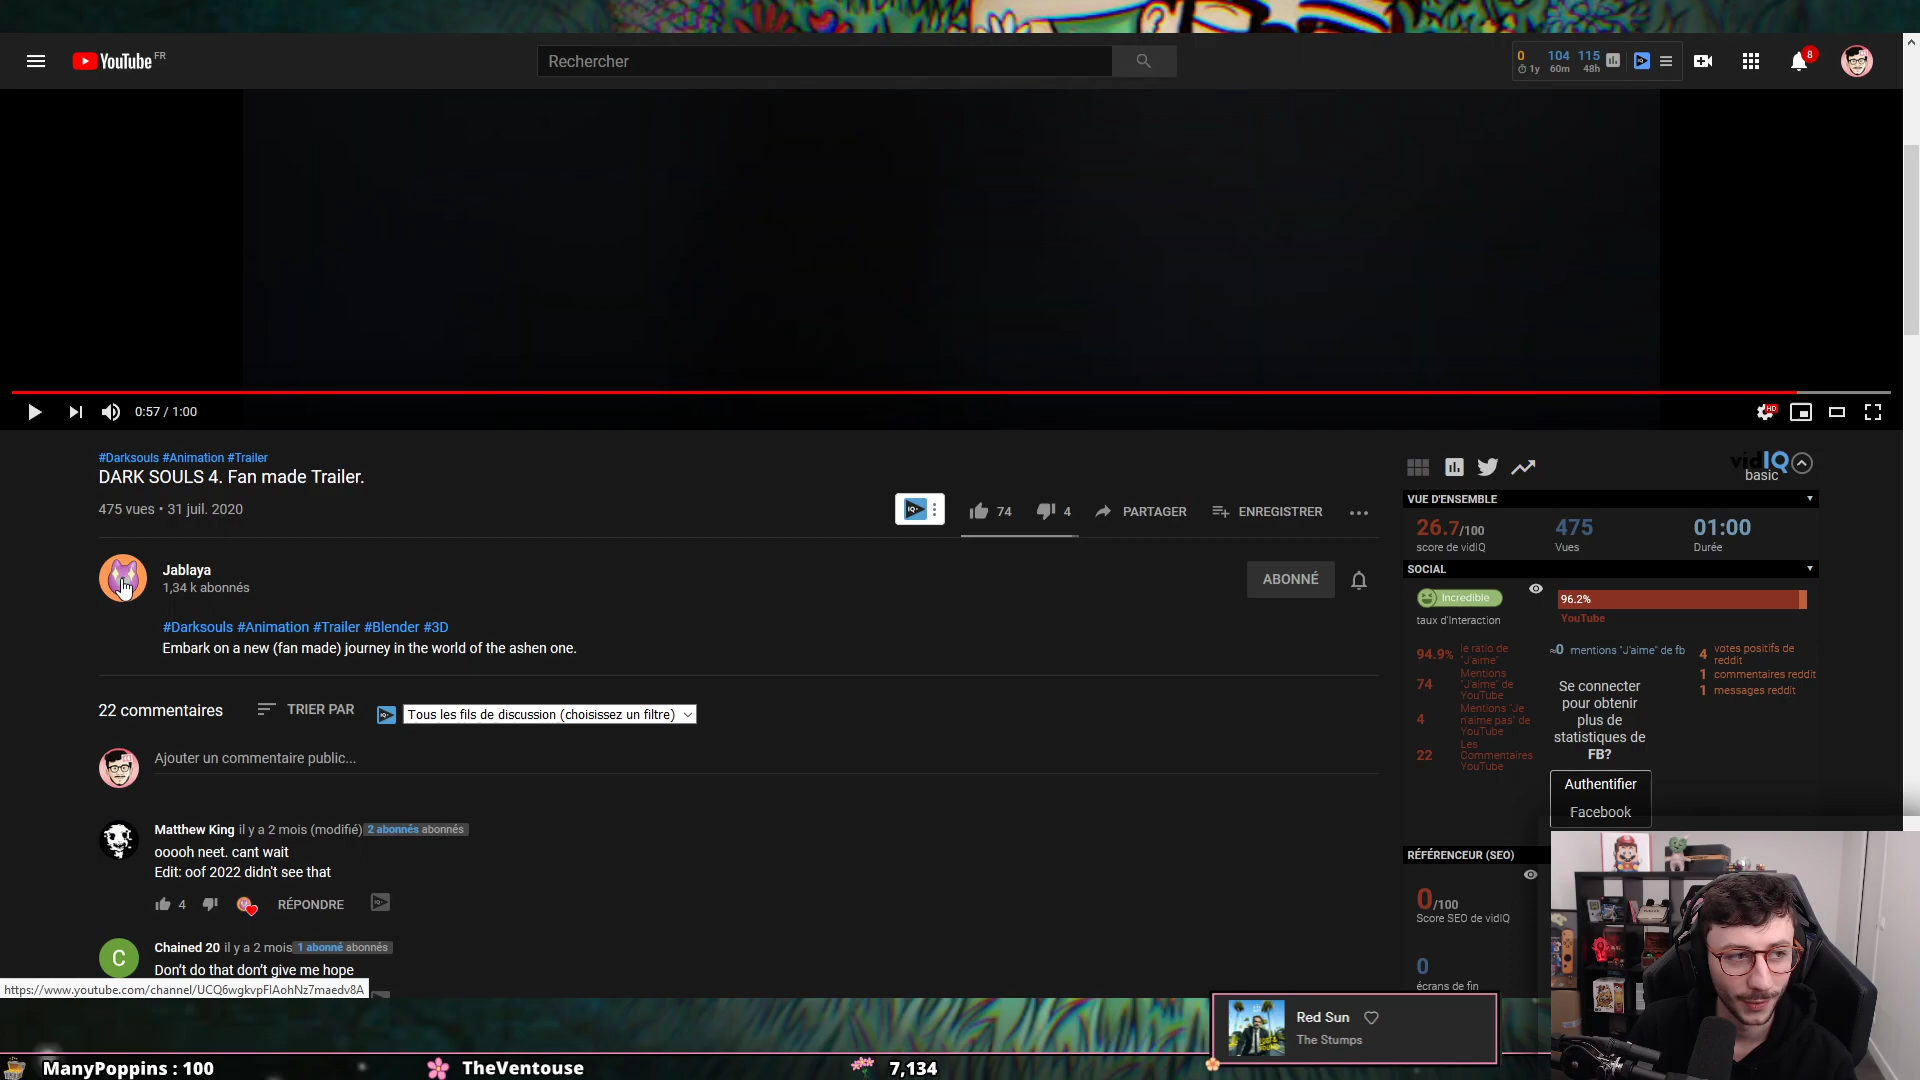 YouTube FR
Rechercher
0 104 115
1y 60m 48h
8
0:57 / 1:00
HD
#Darksouls #Animation #Trailer
DARK SOULS 4. Fan made Trailer.
475 vues • 31 juil. 2020
74
4
PARTAGER
ENREGISTRER
Jablaya
1,34 k abonnés
ABONNÉ
#Darksouls #Animation #Trailer #Blender #3D
Embark on a new (fan made) journey in the world of the ashen one.
22 commentaires
TRIER PAR
Tous les fils de discussion (choisissez un filtre)
Ajouter un commentaire public...
Matthew King il y a 2 mois (modifié) 2 abonnés abonnés
ooooh neet. cant wait
Edit: oof 2022 didn't see that
4
RÉPONDRE
C
Chained 20 il y a 2 mois 1 abonné abonnés
Don't do that don't give me hope
https://www.youtube.com/channel/UCQ6wgkvpFlAohNz7maedv8A
vidIQ
basic
VUE D'ENSEMBLE
26.7/100
score de vidIQ
475
Vues
01:00
Durée
SOCIAL
Incredible
taux d'Interaction
96.2%
YouTube
94.9% le ratio de
"J'aime"
74 Mentions
"J'aime" de
YouTube
4 Mentions "Je
n'aime pas" de
YouTube
22 Les
Commentaires
YouTube
≈0 mentions "J'aime" de fb
4 votes positifs de
reddit
1 commentaires reddit
1 messages reddit
Se connecter
pour obtenir
plus de
statistiques de
FB?
Authentifier
Facebook
RÉFÉRENCEUR (SEO)
0/100
Score SEO de vidIQ
0
écrans de fin
Red Sun
The Stumps
ManyPoppins : 100
TheVentouse
7,134